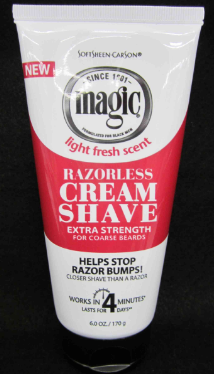 SOFTSHEEN CARSON®
NEW
SINCE 1901
magic
FORMULATED FOR BLACK MEN
light fresh scent
RAZORLESS
CREAM
SHAVE
EXTRA STRENGTH
FOR COARSE BEARDS
HELPS STOP
RAZOR BUMPS!
CLOSER SHAVE THAN A RAZOR
WORKS IN 4 MINUTES*
LASTS FOR 4 DAYS**
6.0 OZ. / 170 g